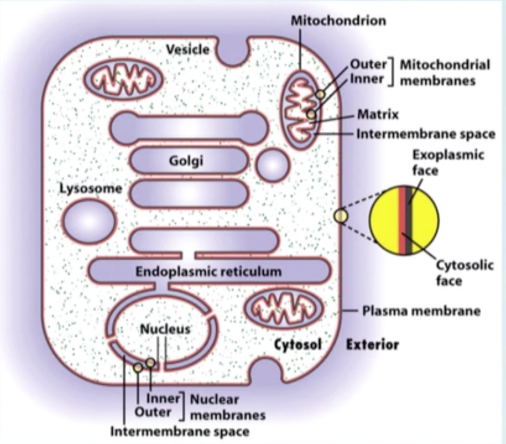 Mitochondrion
Vesicle
Outer
Inner
Mitochondrial
membranes
Matrix
Intermembrane space
Exoplasmic
face
Golgi
Lysosome
Endoplasmic reticulum
Cytosolic
face
Plasma membrane
Nucleus
Cytosol
Exterior
Inner
Outer
Nuclear
membranes
Intermembrane space